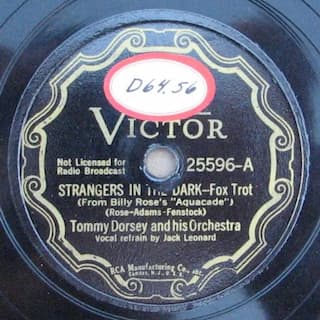 D64.56
VICTOR
Not Licensed for
Radio Broadcast
25596-A
STRANGERS IN THE DARK-Fox Trot
(From Billy Rose's "Aquacade")
(Rose-Adams-Fenstock)
Tommy Dorsey and his Orchestra
Vocal refrain by Jack Leonard
RCA Manufacturing Co., Inc.
CAMDEN, N.J., U.S.A.